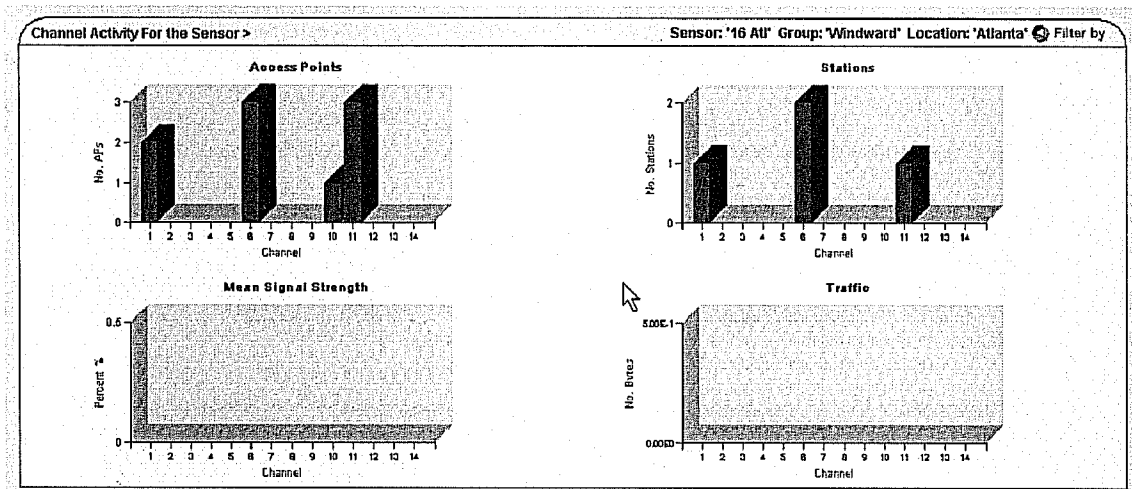 Channel Activity For the Sensor >
Sensor: '16 Atl' Group: 'Windward' Location: 'Atlanta' Filter by
Access Points
No. APs
3
2
1
0
1 2 3 4 5 6 7 8 9 10 11 12 13 14
Channel
Stations
No. Stations
2
1
0
1 2 3 4 5 6 7 8 9 10 11 12 13 14
Channel
Mean Signal Strength
Percent %
0.5
0
1 2 3 4 5 6 7 8 9 10 11 12 13 14
Channel
Traffic
No. Bytes
5.00E-1
0.00E0
1 2 3 4 5 6 7 8 9 10 11 12 13 14
Channel